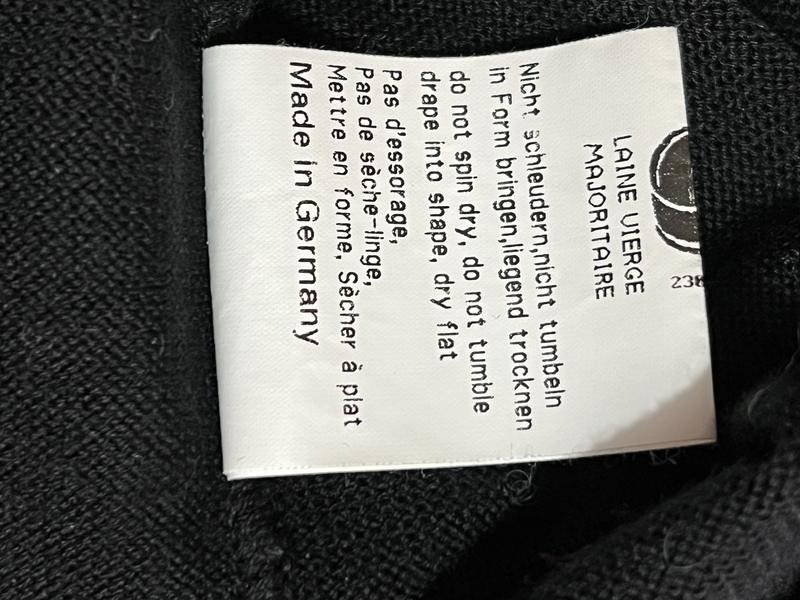 LAINE VIERGE
MAJORITAIRE
Nicht schleudern,nicht tumbeln
in Form bringen,liegend trocknen
do not spin dry, do not tumble
drape into shape, dry flat
Pas d'essorage,
Pas de sèche-linge,
Mettre en forme, Sècher à plat
Made in Germany